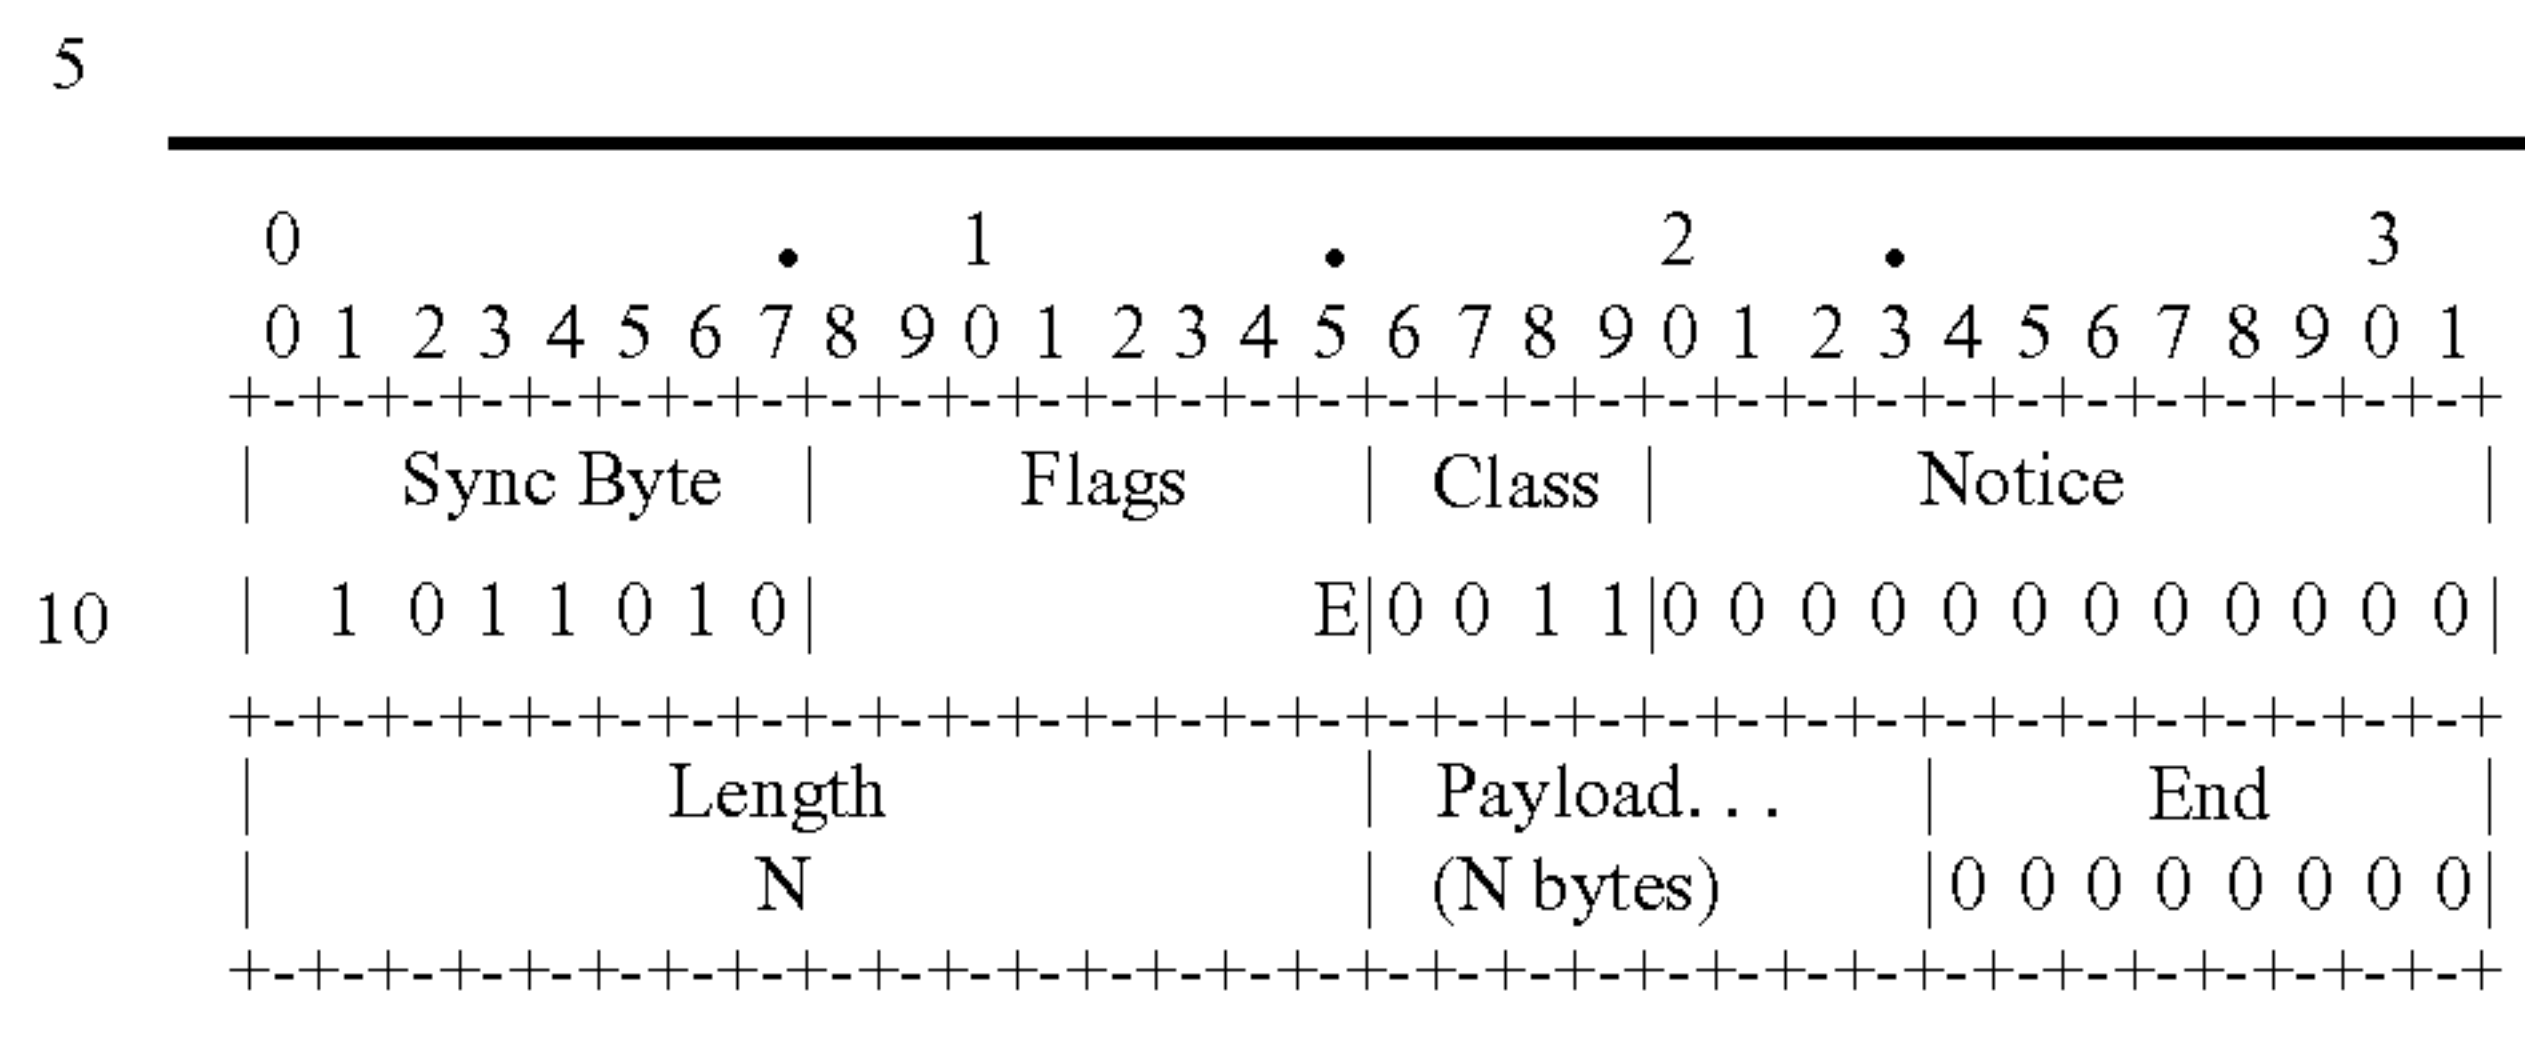 5
0 . 1 . 2 . 3
0 1 2 3 4 5 6 7 8 9 0 1 2 3 4 5 6 7 8 9 0 1 2 3 4 5 6 7 8 9 0 1
+-+-+-+-+-+-+-+-+-+-+-+-+-+-+-+-+-+-+-+-+-+-+-+-+-+-+-+-+-+-+-+-+
| Sync Byte | Flags | Class | Notice |
10 | 1 0 1 1 0 1 0 | E|0 0 1 1|0 0 0 0 0 0 0 0 0 0 0 0|
+-+-+-+-+-+-+-+-+-+-+-+-+-+-+-+-+-+-+-+-+-+-+-+-+-+-+-+-+-+-+-+-+
| Length | Payload. . . | End |
| N | (N bytes) |0 0 0 0 0 0 0 0|
+-+-+-+-+-+-+-+-+-+-+-+-+-+-+-+-+-+-+-+-+-+-+-+-+-+-+-+-+-+-+-+-+